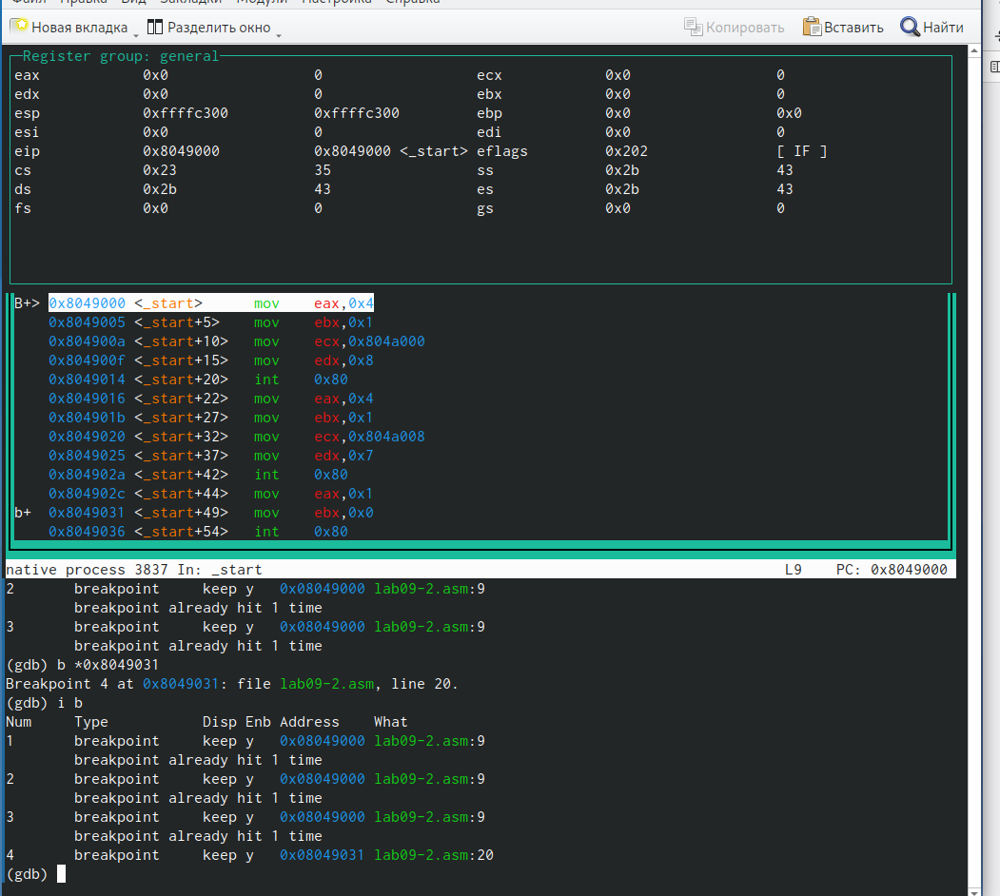 Файл Правка Вид Закладки Модули Настройка Справка
Новая вкладка Разделить окно Копировать Вставить Найти
Register group: general
eax 0x0 0 ecx 0x0 0
edx 0x0 0 ebx 0x0 0
esp 0xffffc300 0xffffc300 ebp 0x0 0x0
esi 0x0 0 edi 0x0 0
eip 0x8049000 0x8049000 <_start> eflags 0x202 [ IF ]
cs 0x23 35 ss 0x2b 43
ds 0x2b 43 es 0x2b 43
fs 0x0 0 gs 0x0 0
B+> 0x8049000 <_start> mov eax,0x4
0x8049005 <_start+5> mov ebx,0x1
0x804900a <_start+10> mov ecx,0x804a000
0x804900f <_start+15> mov edx,0x8
0x8049014 <_start+20> int 0x80
0x8049016 <_start+22> mov eax,0x4
0x804901b <_start+27> mov ebx,0x1
0x8049020 <_start+32> mov ecx,0x804a008
0x8049025 <_start+37> mov edx,0x7
0x804902a <_start+42> int 0x80
0x804902c <_start+44> mov eax,0x1
b+ 0x8049031 <_start+49> mov ebx,0x0
0x8049036 <_start+54> int 0x80
native process 3837 In: _start L9 PC: 0x8049000
2 breakpoint keep y 0x08049000 lab09-2.asm:9
breakpoint already hit 1 time
3 breakpoint keep y 0x08049000 lab09-2.asm:9
breakpoint already hit 1 time
(gdb) b *0x8049031
Breakpoint 4 at 0x8049031: file lab09-2.asm, line 20.
(gdb) i b
Num Type Disp Enb Address What
1 breakpoint keep y 0x08049000 lab09-2.asm:9
breakpoint already hit 1 time
2 breakpoint keep y 0x08049000 lab09-2.asm:9
breakpoint already hit 1 time
3 breakpoint keep y 0x08049000 lab09-2.asm:9
breakpoint already hit 1 time
4 breakpoint keep y 0x08049031 lab09-2.asm:20
(gdb)